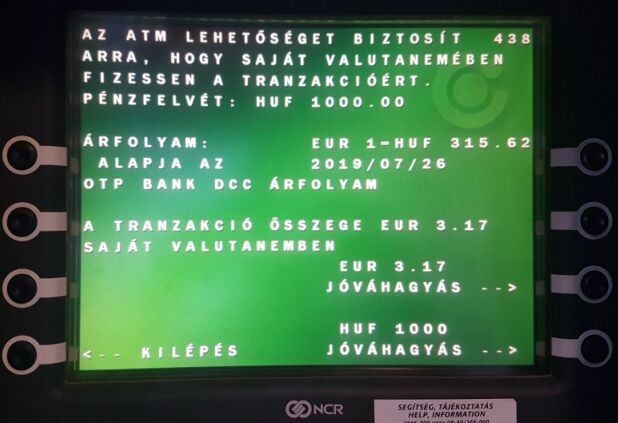 AZ ATM LEHETŐSÉGET BIZTOSÍT 438
ARRA, HOGY SAJÁT VALUTANEMÉBEN
FIZESSEN A TRANZAKCIÓÉRT.
PÉNZFELVÉT: HUF 1000.00
ÁRFOLYAM: EUR 1=HUF 315.62
ALAPJA AZ 2019/07/26
OTP BANK DCC ÁRFOLYAM
A TRANZAKCIÓ ÖSSZEGE EUR 3.17
SAJÁT VALUTANEMBEN
EUR 3.17
JÓVÁHAGYÁS -->
HUF 1000
<-- KILÉPÉS JÓVÁHAGYÁS -->
NCR
SEGÍTSÉG, TÁJÉKOZTATÁS
HELP, INFORMATION